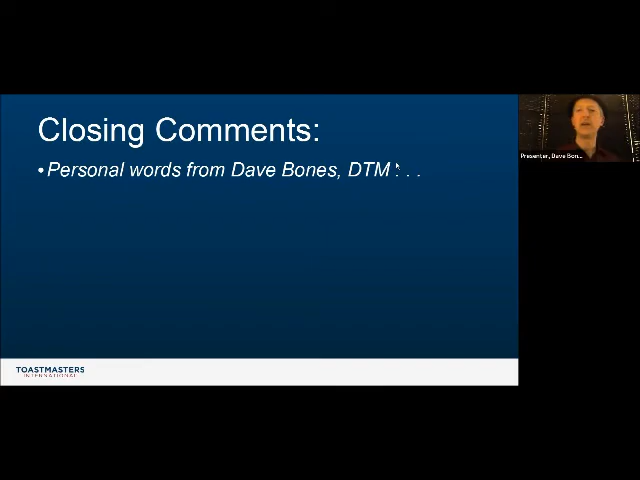 Closing Comments:
•Personal words from Dave Bones, DTM . . .
Presenter, Dave Bon...
TOASTMASTERS
INTERNATIONAL